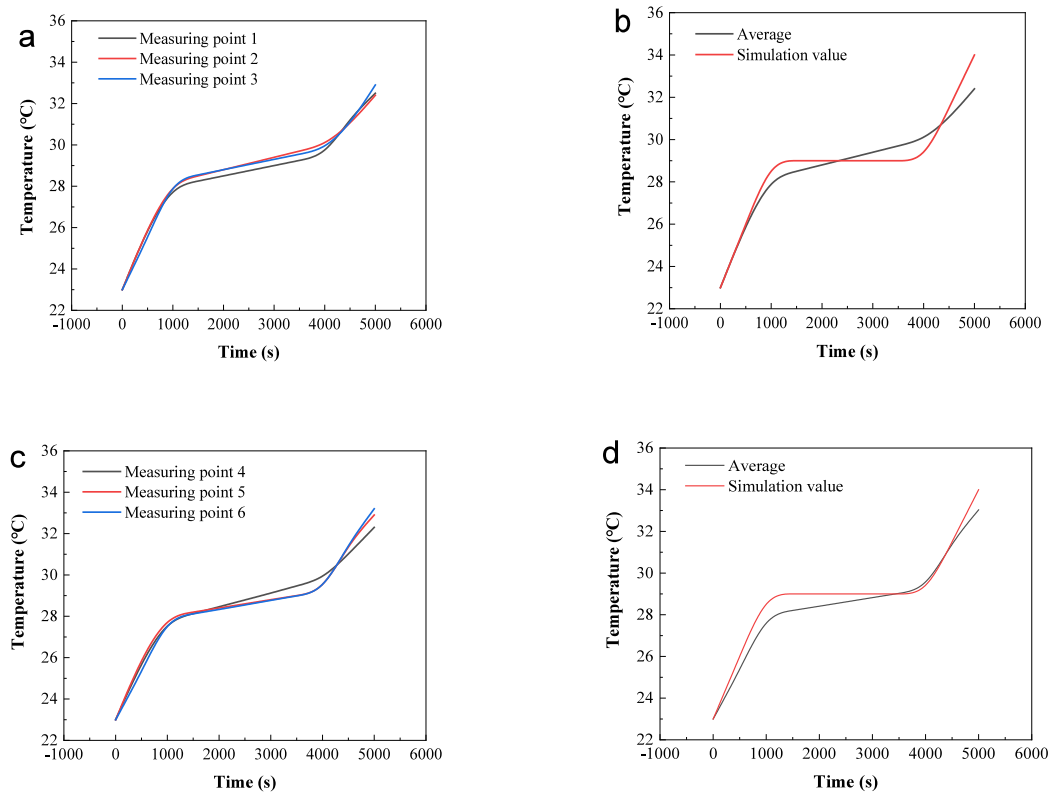 a
Measuring point 1
Measuring point 2
Measuring point 3
Temperature (℃)
36
34
32
30
28
26
24
22
-1000 0 1000 2000 3000 4000 5000 6000
Time (s)
b
Average
Simulation value
Temperature (℃)
36
34
32
30
28
26
24
22
-1000 0 1000 2000 3000 4000 5000 6000
Time (s)
c
Measuring point 4
Measuring point 5
Measuring point 6
Temperature (℃)
36
34
32
30
28
26
24
22
-1000 0 1000 2000 3000 4000 5000 6000
Time (s)
d
Average
Simulation value
Temperature (℃)
36
34
32
30
28
26
24
22
-1000 0 1000 2000 3000 4000 5000 6000
Time (s)